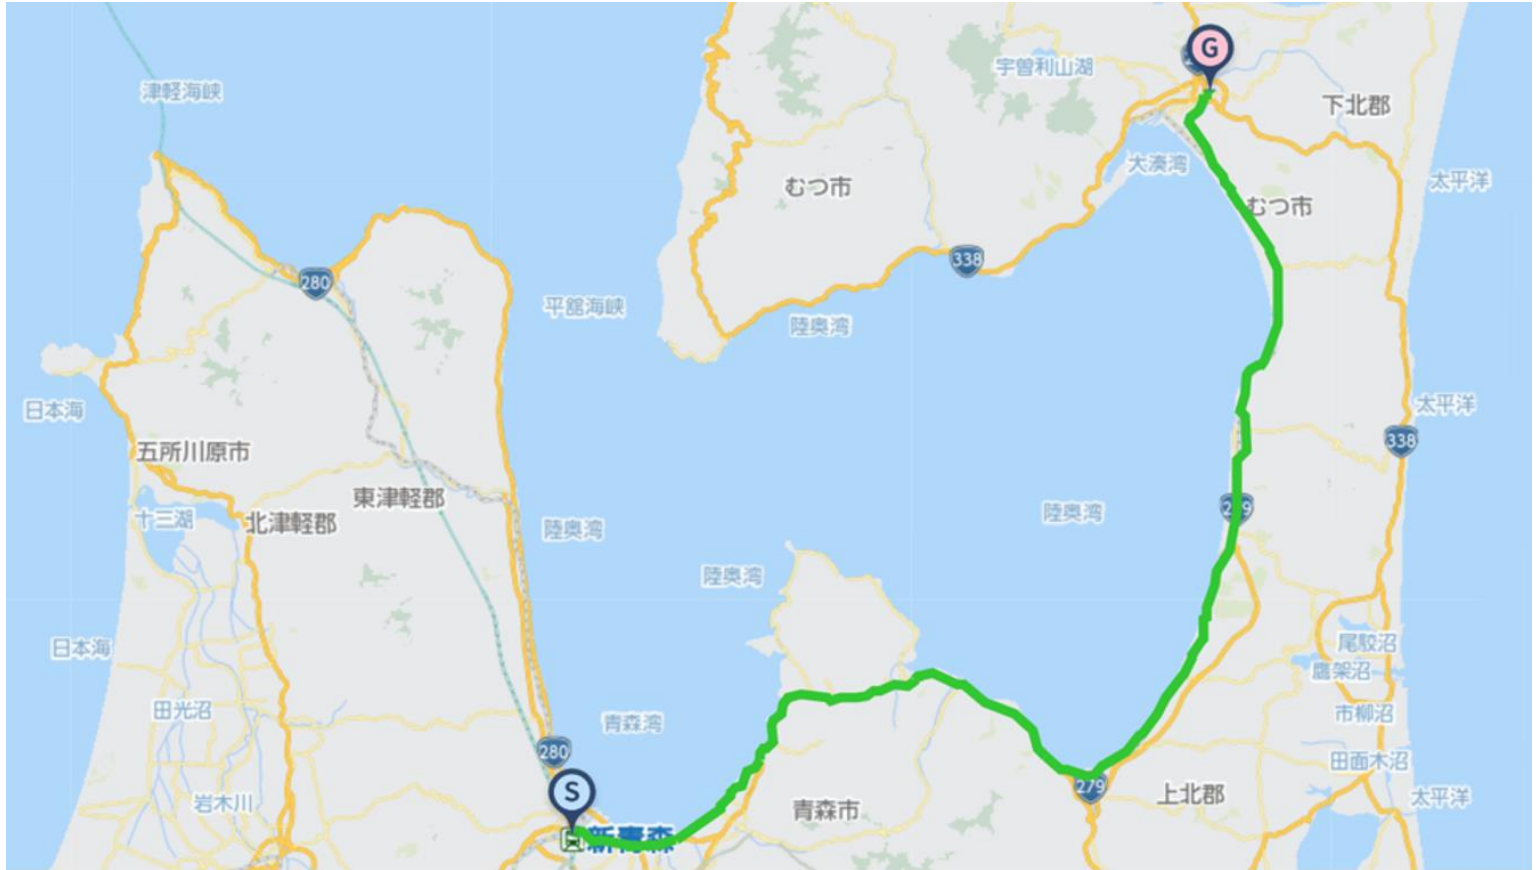 G
宇曽利山湖
津軽海峡
下北郡
大湊湾
むつ市
太平洋
むつ市
338
280
平舘海峡
陸奥湾
日本海
太平洋
五所川原市
338
東津軽郡
十三湖
北津軽郡
陸奥湾
陸奥湾
陸奥湾
日本海
尾駮沼
鷹架沼
田光沼
青森湾
市柳沼
280
田面木沼
S
279
岩木川
青森市
上北郡
太平洋
新青森